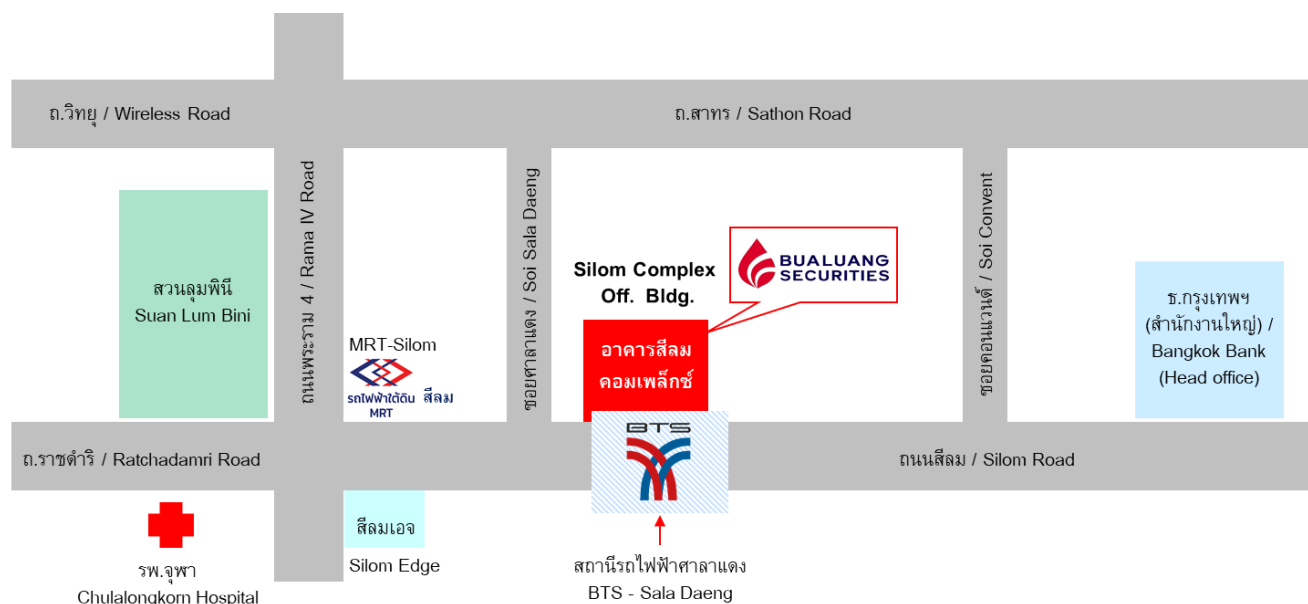 ถ.วิทยุ / Wireless Road
ถ.สาทร / Sathon Road
ถนนพระราม 4 / Rama IV Road
ซอยศาลาแดง / Soi Sala Daeng
ซอยคอนแวนต์ / Soi Convent
สวนลุมพินี
Suan Lum Bini
MRT-Silom
รถไฟฟ้าใต้ดิน สีลม
MRT
Silom Complex
Off. Bldg.
BUALUANG
SECURITIES
อาคารสีลม
คอมเพล็กซ์
ธ.กรุงเทพฯ
(สำนักงานใหญ่) /
Bangkok Bank
(Head office)
BTS
ถ.ราชดำริ / Ratchadamri Road
ถนนสีลม / Silom Road
สีลมเอจ
Silom Edge
รพ.จุฬา
Chulalongkorn Hospital
สถานีรถไฟฟ้าศาลาแดง
BTS - Sala Daeng